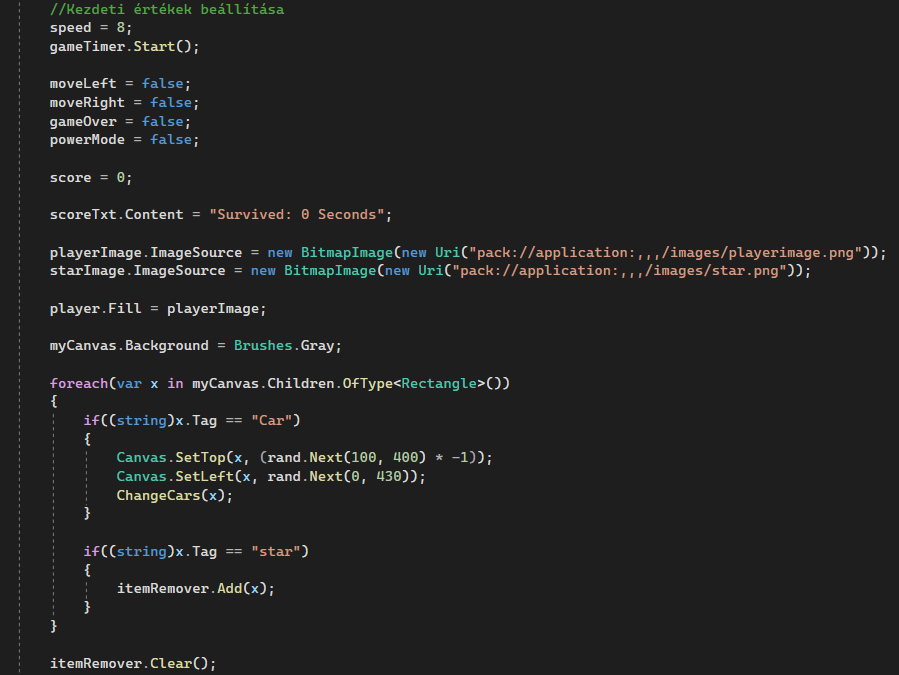 //Kezdeti értékek beállítása
speed = 8;
gameTimer.Start();
moveLeft = false;
moveRight = false;
gameOver = false;
powerMode = false;
score = 0;
scoreTxt.Content = "Survived: 0 Seconds";
playerImage.ImageSource = new BitmapImage(new Uri("pack://application:,,,/images/playerimage.png"));
starImage.ImageSource = new BitmapImage(new Uri("pack://application:,,,/images/star.png"));
player.Fill = playerImage;
myCanvas.Background = Brushes.Gray;
foreach(var x in myCanvas.Children.OfType<Rectangle>())
{
if((string)x.Tag == "Car")
{
Canvas.SetTop(x, (rand.Next(100, 400) * -1));
Canvas.SetLeft(x, rand.Next(0, 430));
ChangeCars(x);
}
if((string)x.Tag == "star")
{
itemRemover.Add(x);
}
}
itemRemover.Clear();